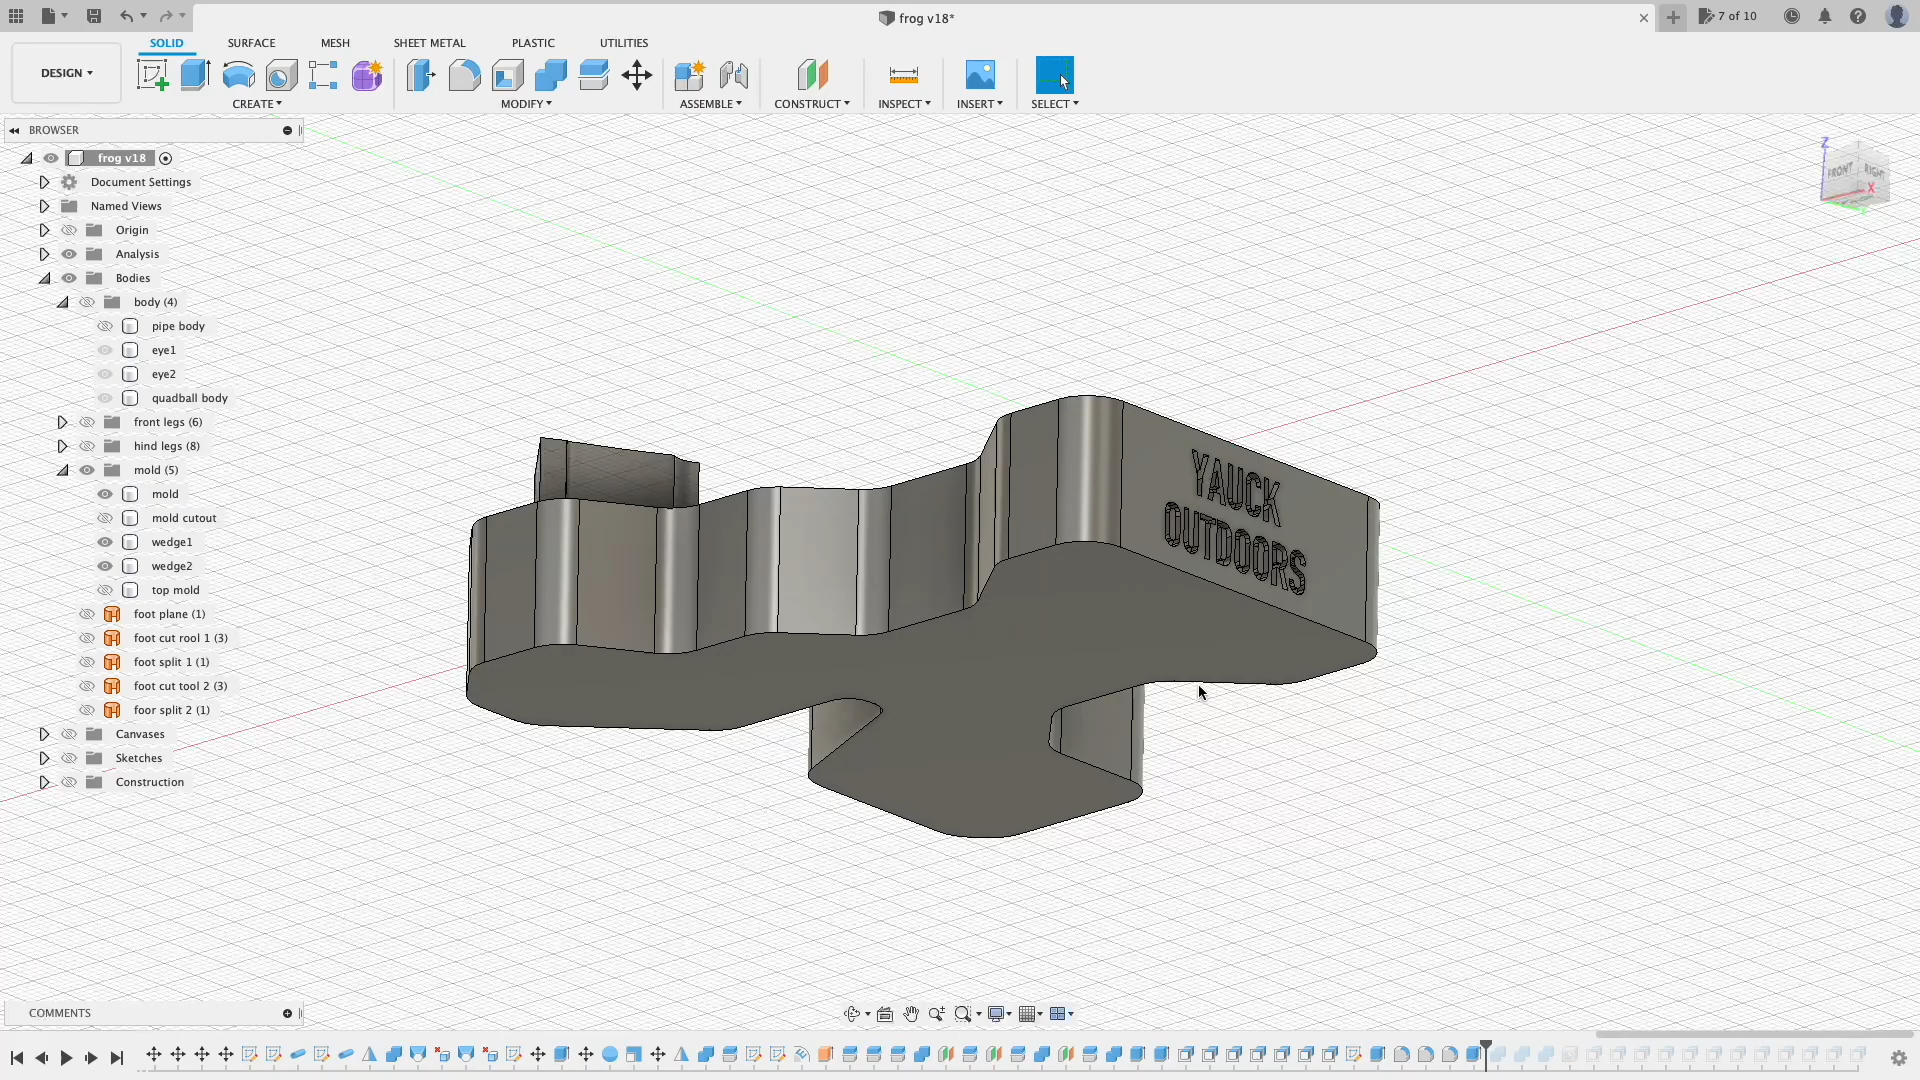 frog v18*
7 of 10
DESIGN
SOLID
SURFACE
MESH
SHEET METAL
PLASTIC
UTILITIES
CREATE
MODIFY
ASSEMBLE
CONSTRUCT
INSPECT
INSERT
SELECT
BROWSER
frog v18
Document Settings
Named Views
Origin
Analysis
Bodies
body (4)
pipe body
eye1
eye2
quadball body
front legs (6)
hind legs (8)
mold (5)
mold
mold cutout
wedge1
wedge2
top mold
foot plane (1)
foot cut rool 1 (3)
foot split 1 (1)
foot cut tool 2 (3)
foor split 2 (1)
Canvases
Sketches
Construction
YAUCK
OUTDOORS
Z
FRONT
RIGHT
X
COMMENTS